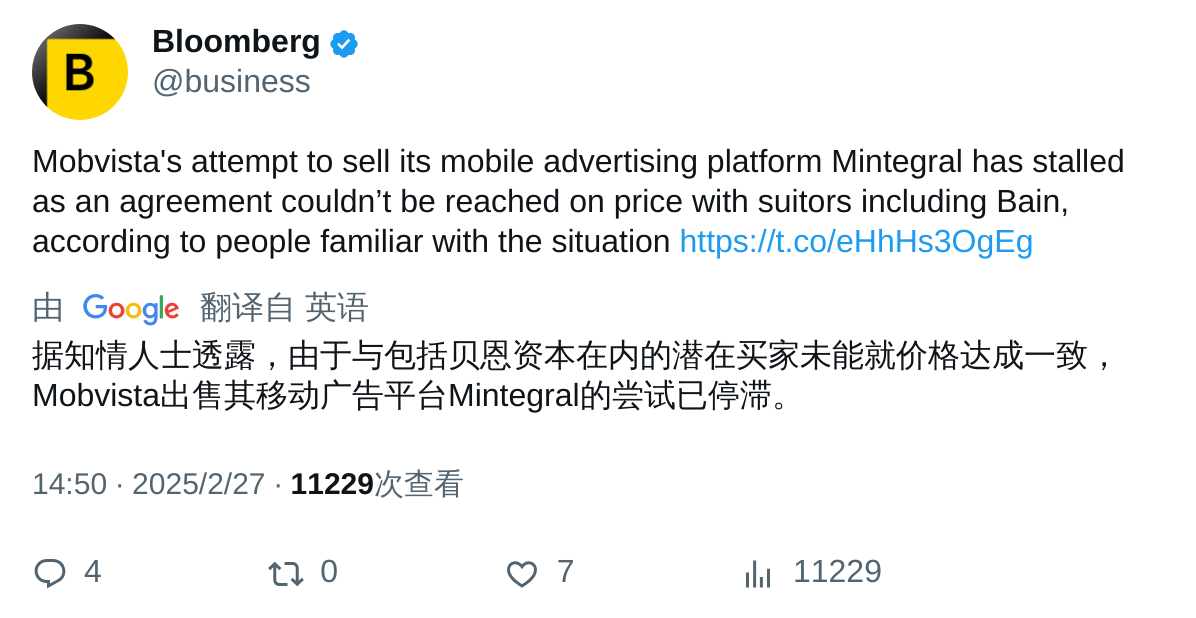 B
Bloomberg
@business
Mobvista's attempt to sell its mobile advertising platform Mintegral has stalled
as an agreement couldn’t be reached on price with suitors including Bain,
according to people familiar with the situation https://t.co/eHhHs3OgEg
由 Google 翻译自 英语
据知情人士透露，由于与包括贝恩资本在内的潜在买家未能就价格达成一致，
Mobvista出售其移动广告平台Mintegral的尝试已停滞。
14:50 · 2025/2/27 · 11229次查看
4 0 7 11229